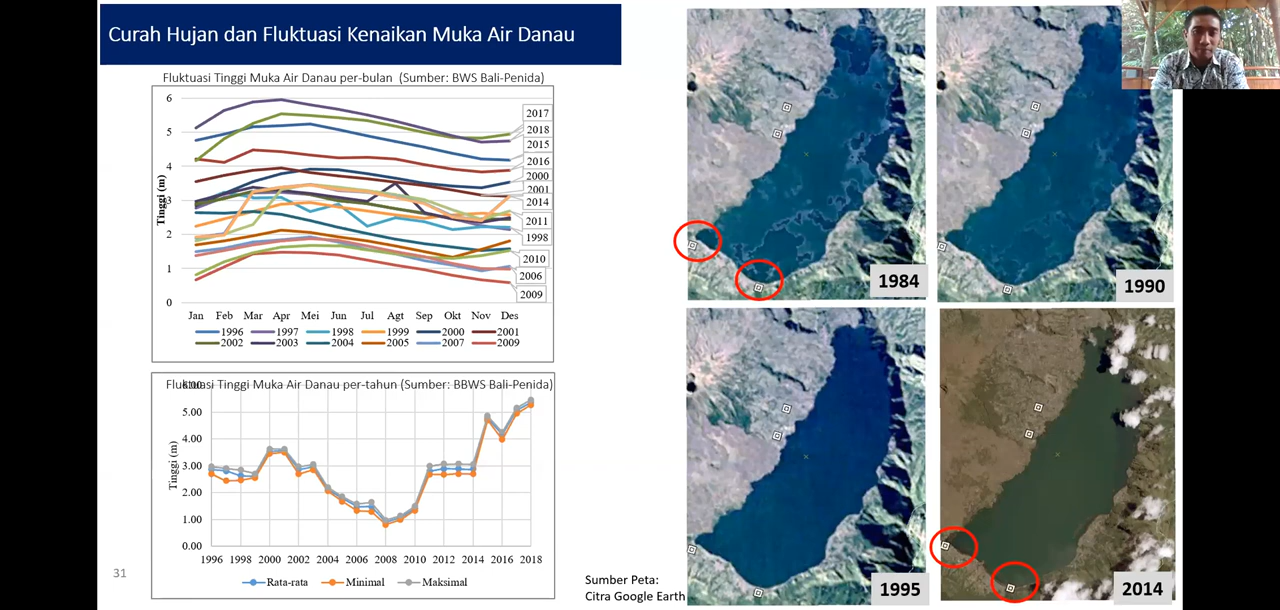 Curah Hujan dan Fluktuasi Kenaikan Muka Air Danau
Fluktuasi Tinggi Muka Air Danau per-bulan (Sumber: BWS Bali-Penida)
6
5
4
3
2
1
0
Tinggi (m)
2017
2018
2015
2016
2000
2001
2014
2011
1998
2010
2006
2009
Jan Feb Mar Apr Mei Jun Jul Agt Sep Okt Nov Des
1996 1997 1998 1999 2000 2001
2002 2003 2004 2005 2007 2009
Fluktuasi Tinggi Muka Air Danau per-tahun (Sumber: BBWS Bali-Penida)
6.00
5.00
4.00
3.00
2.00
1.00
0.00
Tinggi (m)
1996 1998 2000 2002 2004 2006 2008 2010 2012 2014 2016 2018
Rata-rata Minimal Maksimal
31
Sumber Peta:
Citra Google Earth
1984
1990
1995
2014